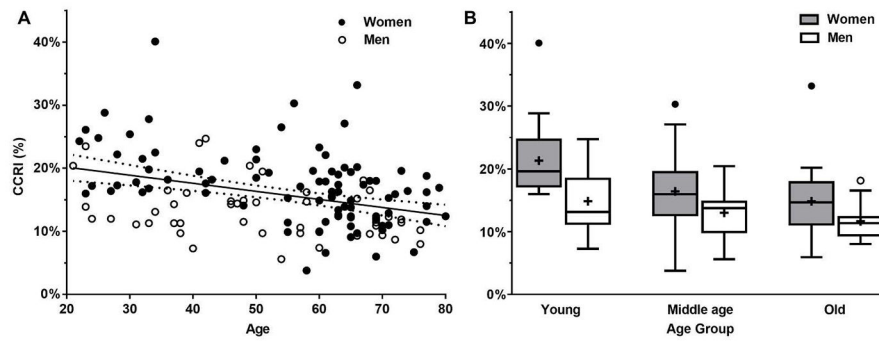 A
Women
Men
CCRI (%)
40%
30%
20%
10%
0%
20 30 40 50 60 70 80
Age
B
Women
Men
40%
30%
20%
10%
0%
Young Middle age Old
Age Group